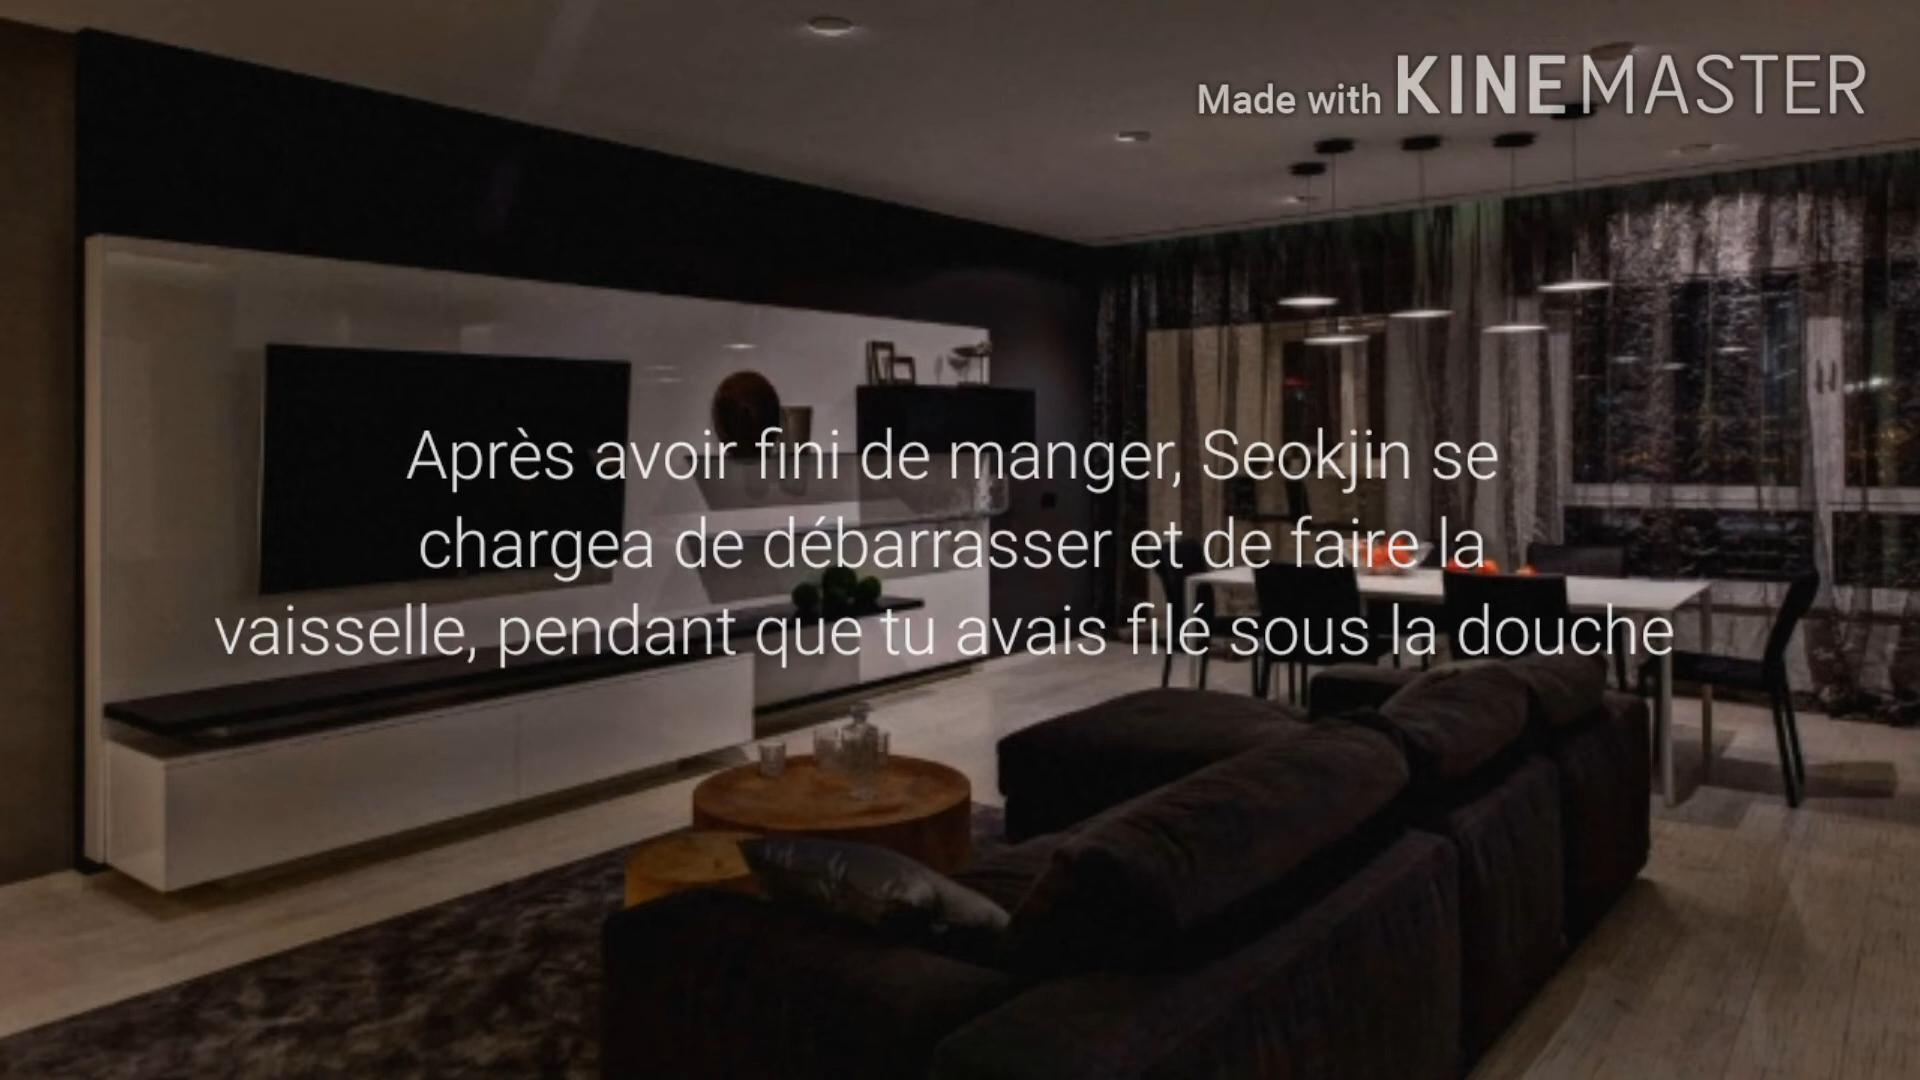 Made with KINEMASTER
Après avoir fini de manger, Seokjin se
chargea de débarrasser et de faire la
vaisselle, pendant que tu avais filé sous la douche